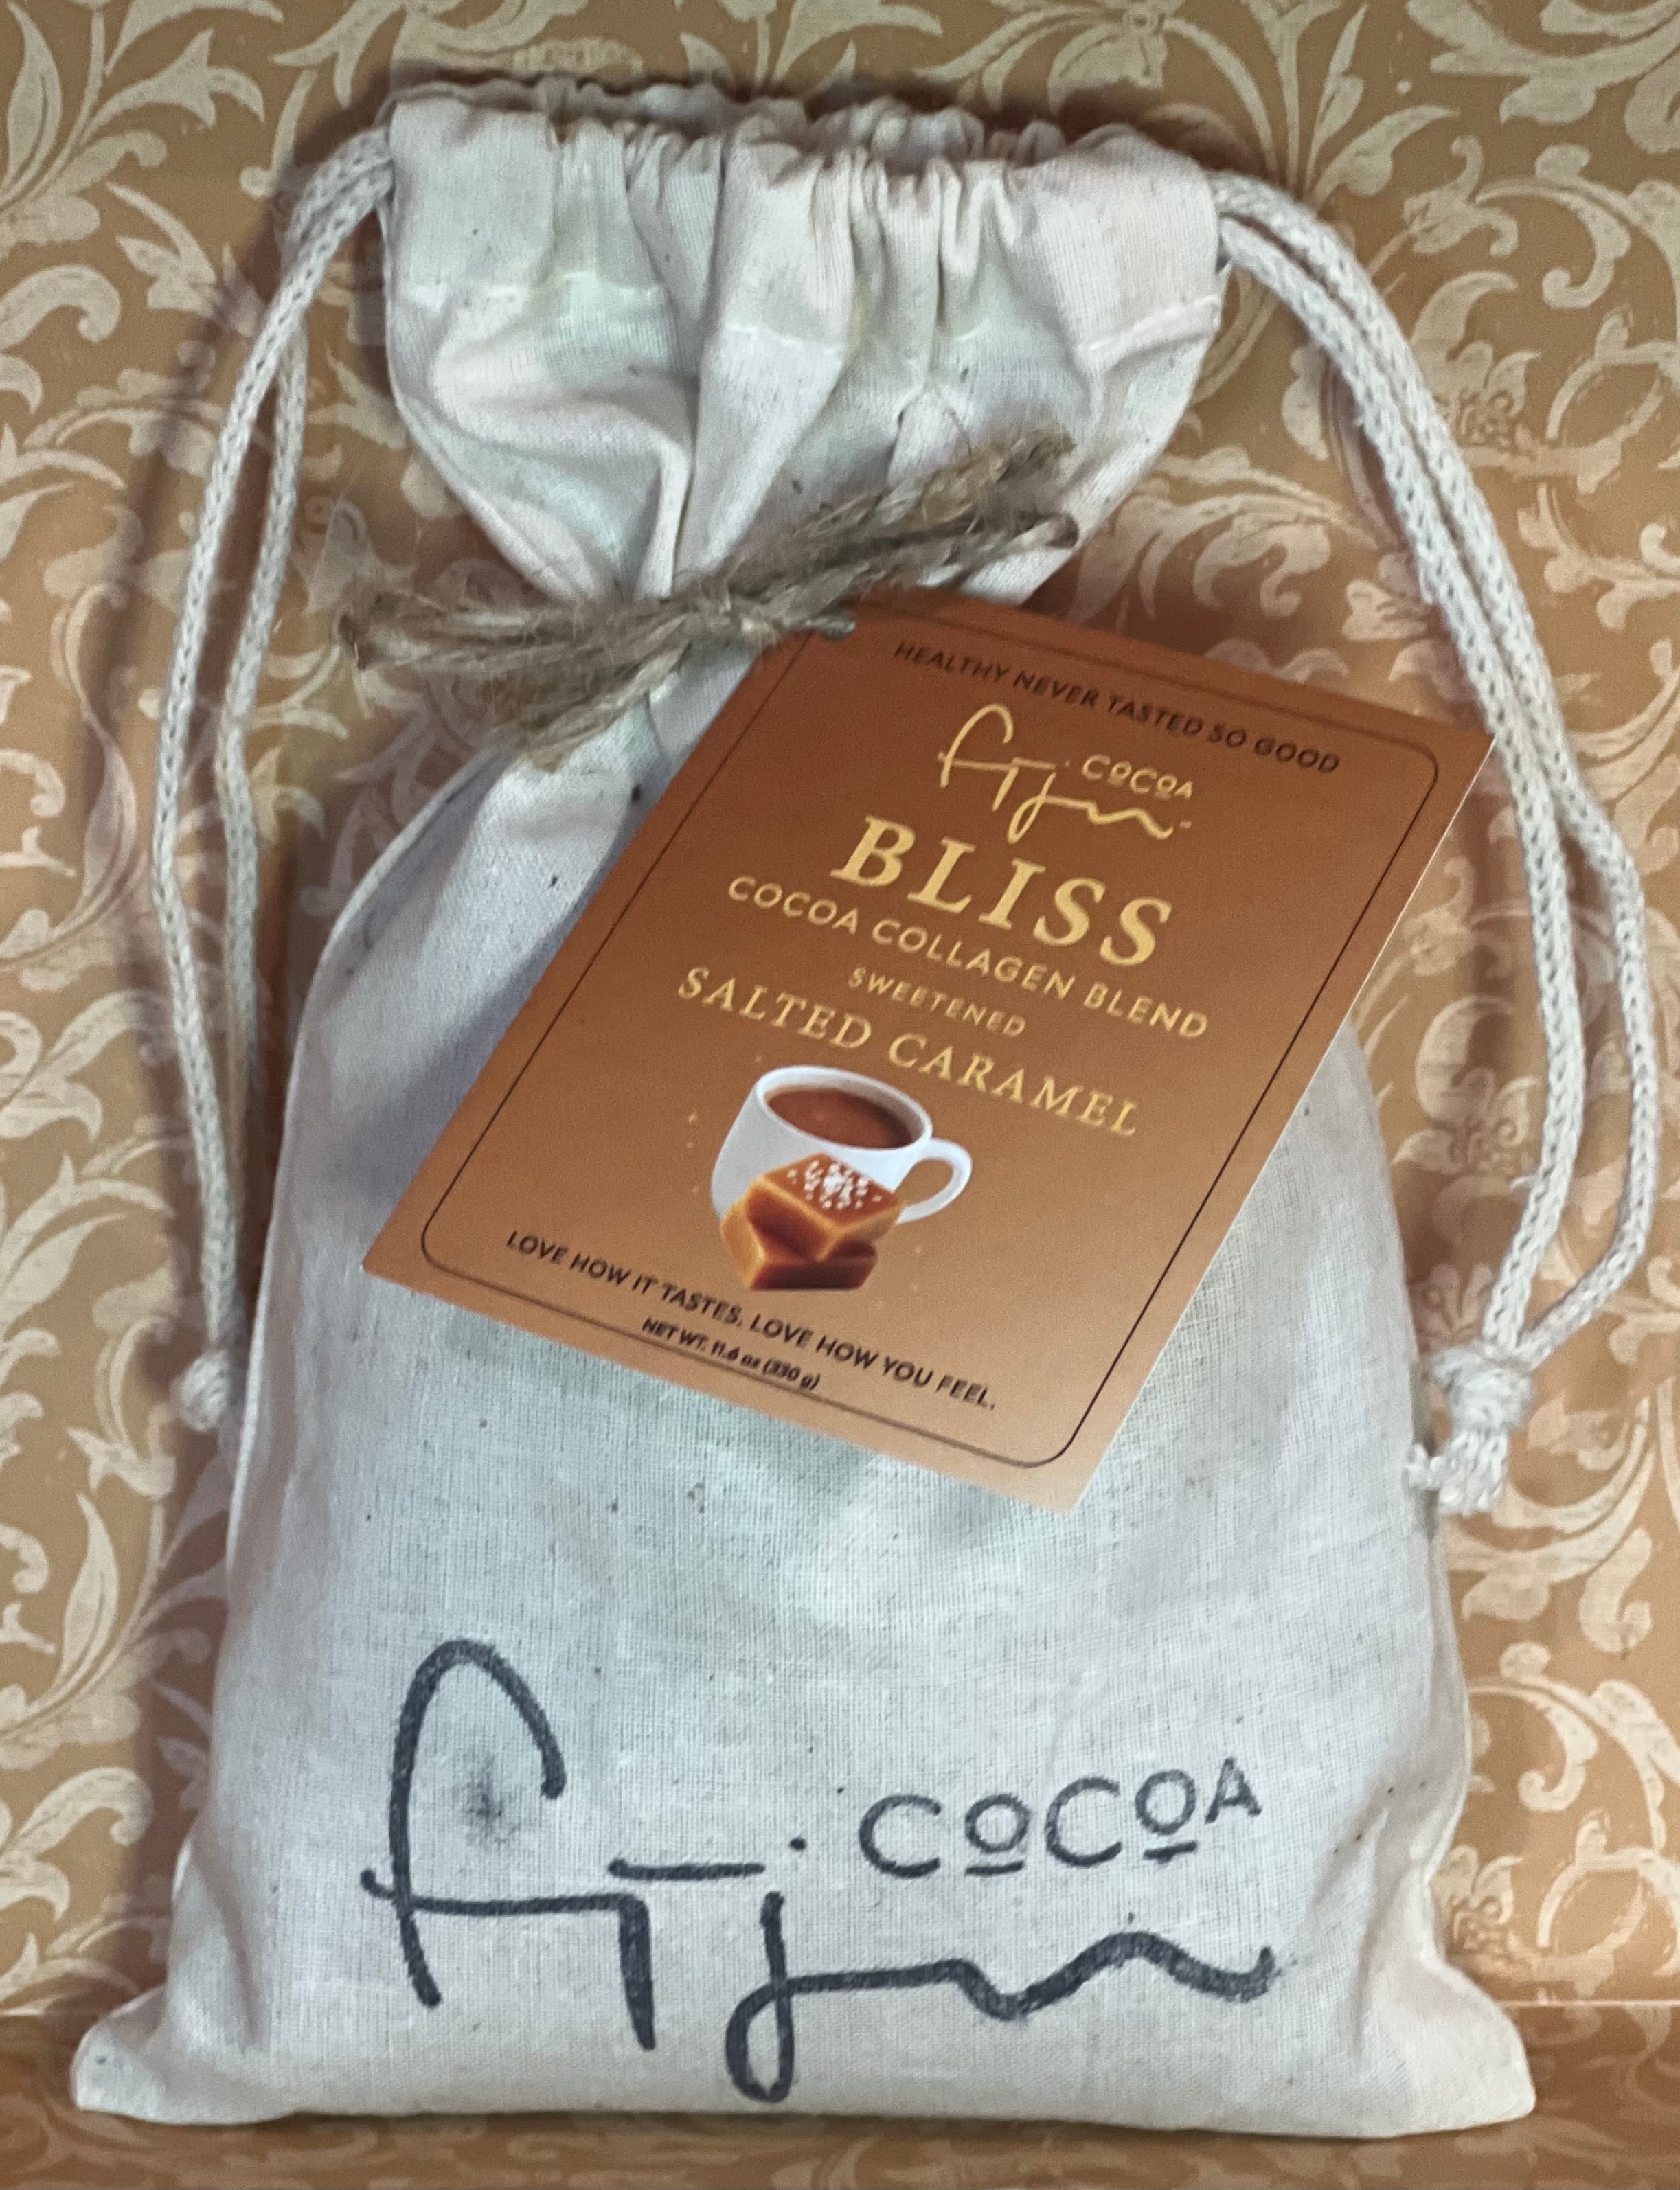 HEALTHY NEVER TASTED SO GOOD
COCOA
BLISS
COCOA COLLAGEN BLEND
SWEETENED
SALTED CARAMEL
LOVE HOW IT TASTES. LOVE HOW YOU FEEL.
NET WT. 11.6 oz (330 g)
COCOA